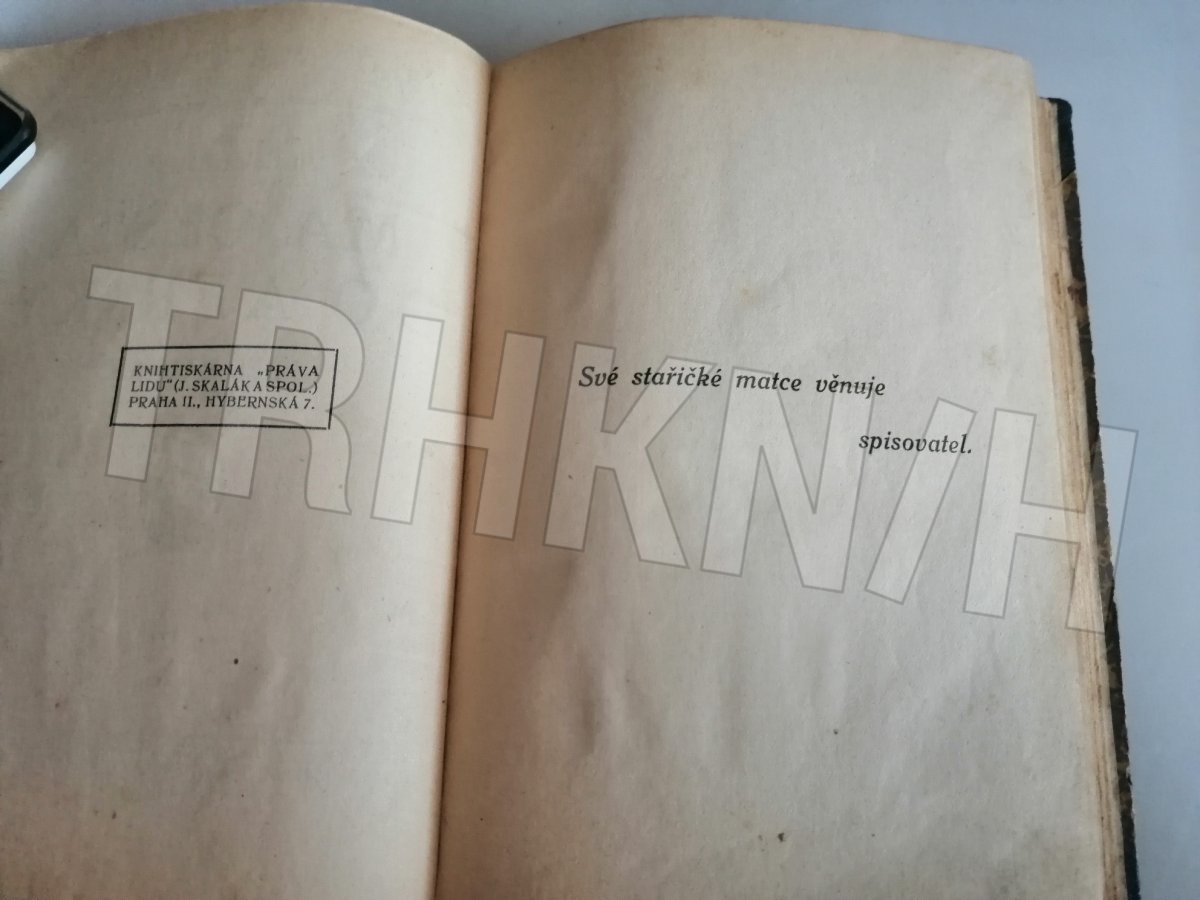 KNIHTISKÁRNA „PRÁVA
LIDU“ (J. SKALÁK A SPOL.)
PRAHA II., HYBERNSKÁ 7.
Své stařičké matce věnuje
spisovatel.
TRHKNIH